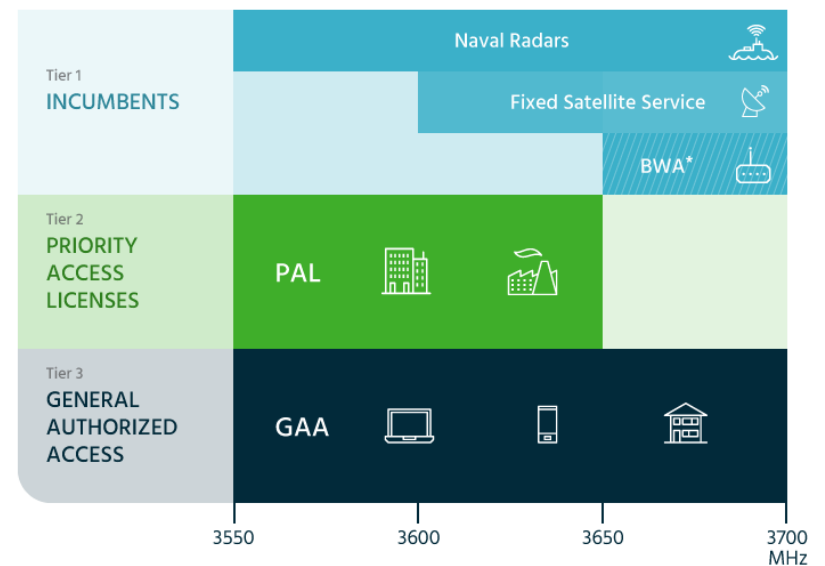 Naval Radars
Tier 1
INCUMBENTS
Fixed Satellite Service
BWA*
Tier 2
PRIORITY
ACCESS
LICENSES
PAL
Tier 3
GENERAL
AUTHORIZED
ACCESS
GAA
3550
3600
3650
3700
MHz